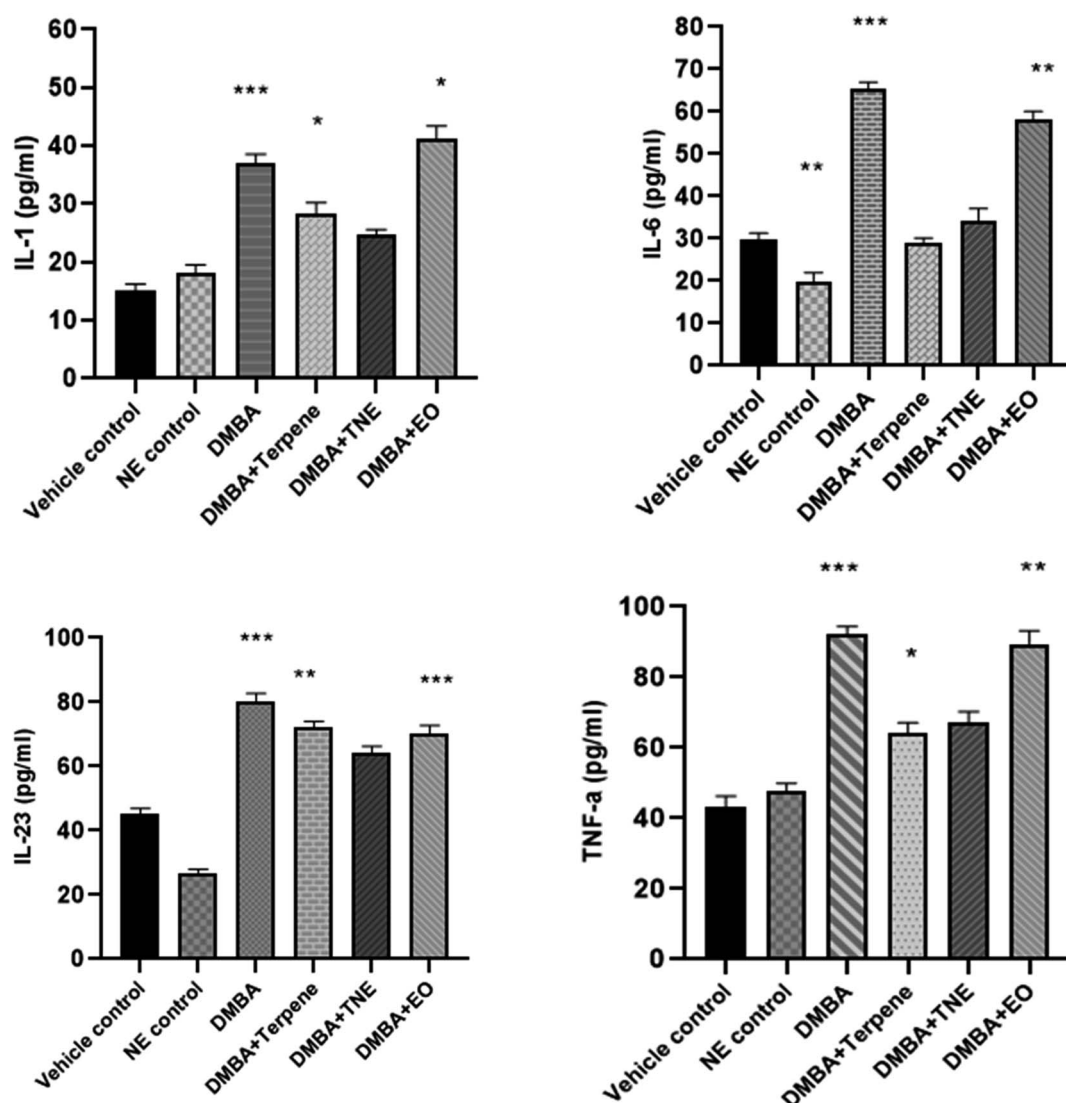 IL-1 (pg/ml)
60
50
40
30
20
10
0
***
*
*
Vehicle control
NE control
DMBA
DMBA+Terpene
DMBA+TNE
DMBA+EO
IL-6 (pg/ml)
80
70
60
50
40
30
20
10
0
**
***
**
Vehicle control
NE control
DMBA
DMBA+Terpene
DMBA+TNE
DMBA+EO
IL-23 (pg/ml)
100
80
60
40
20
0
***
**
***
Vehicle control
NE control
DMBA
DMBA+Terpene
DMBA+TNE
DMBA+EO
TNF-a (pg/ml)
100
80
60
40
20
0
***
*
**
Vehicle control
NE control
DMBA
DMBA+Terpene
DMBA+TNE
DMBA+EO